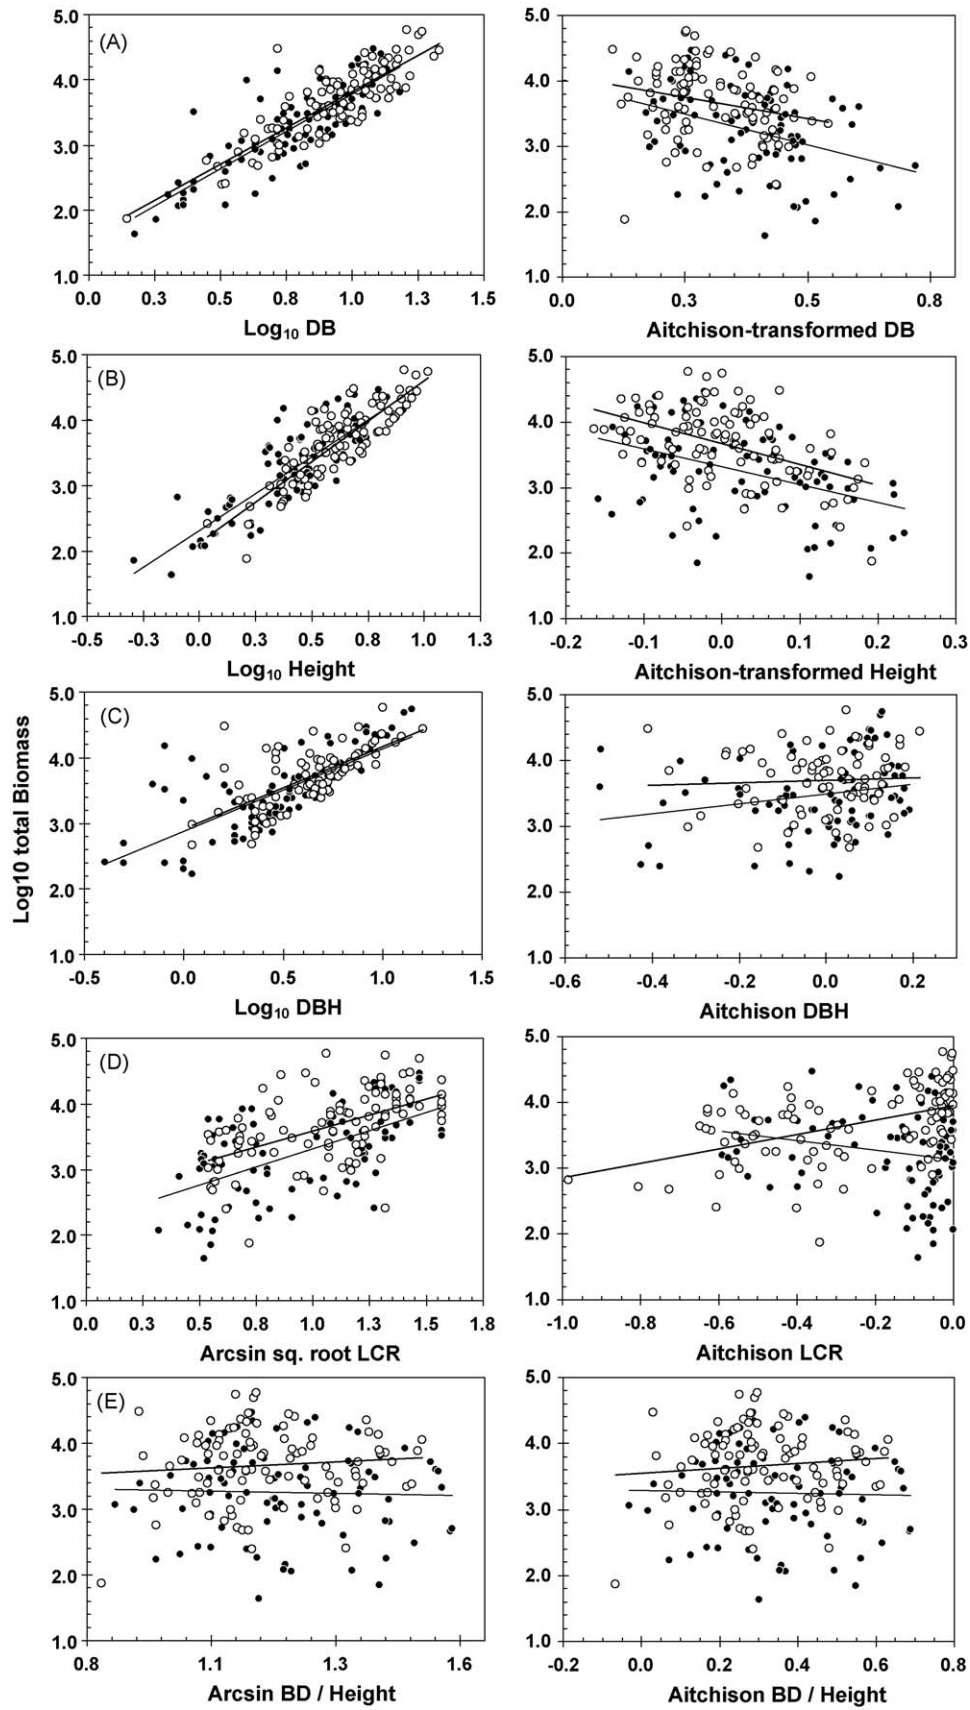 Log10 total Biomass
(A)
5.0
4.0
3.0
2.0
1.0
0.0 0.3 0.5 0.8 1.0 1.3 1.5
Log₁₀ DB
5.0
4.0
3.0
2.0
1.0
0.0 0.3 0.5 0.8
Aitchison-transformed DB
(B)
5.0
4.0
3.0
2.0
1.0
-0.5 -0.3 0.0 0.3 0.5 0.8 1.0 1.3
Log₁₀ Height
5.0
4.0
3.0
2.0
1.0
-0.2 -0.1 0.0 0.1 0.2 0.3
Aitchison-transformed Height
(C)
5.0
4.0
3.0
2.0
1.0
-0.5 0.0 0.5 1.0 1.5
Log₁₀ DBH
5.0
4.0
3.0
2.0
1.0
-0.6 -0.4 -0.2 0.0 0.2
Aitchison DBH
(D)
5.0
4.0
3.0
2.0
1.0
0.0 0.3 0.5 0.8 1.0 1.3 1.5 1.8
Arcsin sq. root LCR
5.0
4.0
3.0
2.0
1.0
-1.0 -0.8 -0.6 -0.4 -0.2 0.0
Aitchison LCR
(E)
5.0
4.0
3.0
2.0
1.0
0.8 1.1 1.3 1.6
Arcsin BD / Height
5.0
4.0
3.0
2.0
1.0
-0.2 0.0 0.2 0.4 0.6 0.8
Aitchison BD / Height